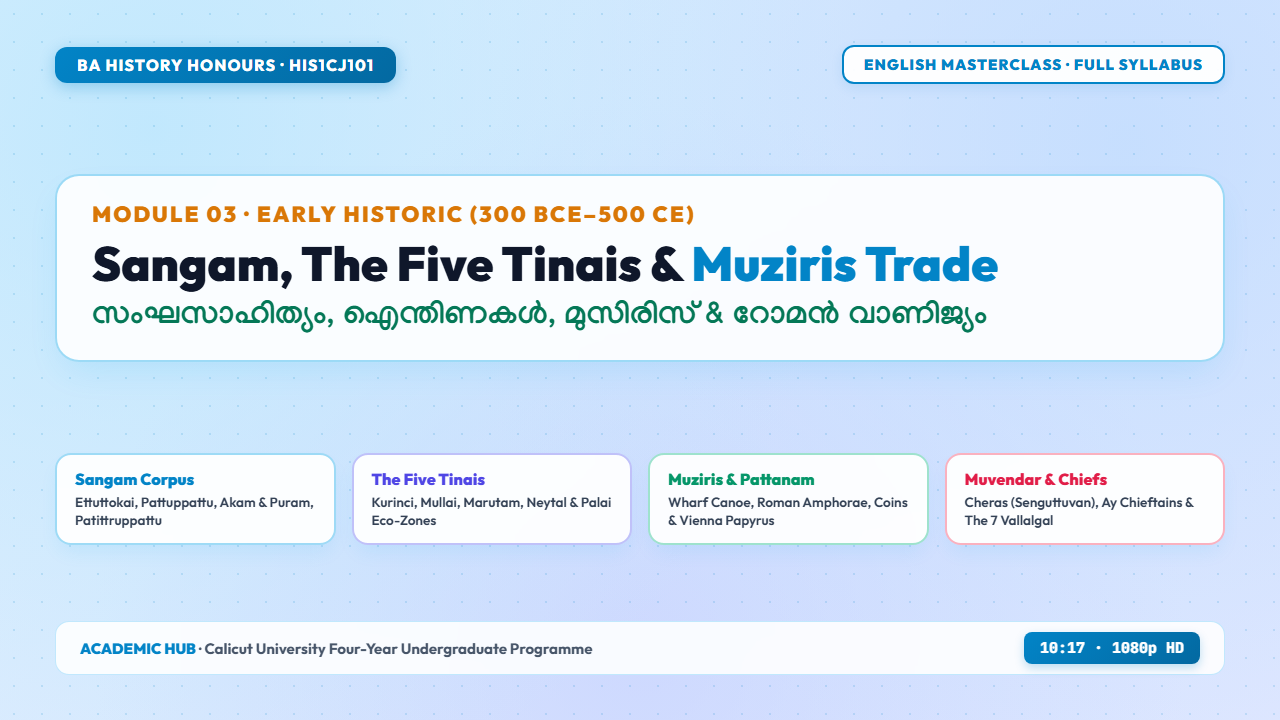 BA HISTORY HONOURS · HIS1CJ101
ENGLISH MASTERCLASS · FULL SYLLABUS
MODULE 03 · EARLY HISTORIC (300 BCE–500 CE)
Sangam, The Five Tinais & Muziris Trade
സംഘസാഹിത്യം, ഐന്തിണകൾ, മുസിരിസ് & റോമൻ വാണിജ്യം
Sangam Corpus
Ettuttokai, Pattuppattu, Akam & Puram,
Patittruppattu
The Five Tinais
Kurinci, Mullai, Marutam, Neytal & Palai
Eco-Zones
Muziris & Pattanam
Wharf Canoe, Roman Amphorae, Coins
& Vienna Papyrus
Muvendar & Chiefs
Cheras (Senguttuvan), Ay Chieftains &
The 7 Vallalgal
ACADEMIC HUB · Calicut University Four-Year Undergraduate Programme
10:17 · 1080p HD